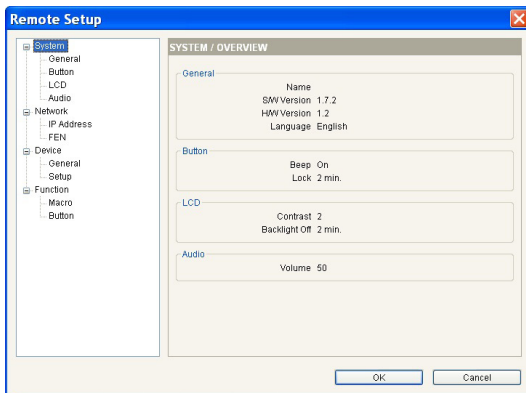 Remote Setup
System
General
Button
LCD
Audio
Network
IP Address
FEN
Device
General
Setup
Function
Macro
Button
SYSTEM / OVERVIEW
General
Name
S/W Version 1.7.2
H/W Version 1.2
Language English
Button
Beep On
Lock 2 min.
LCD
Contrast 2
Backlight Off 2 min.
Audio
Volume 50
OK Cancel